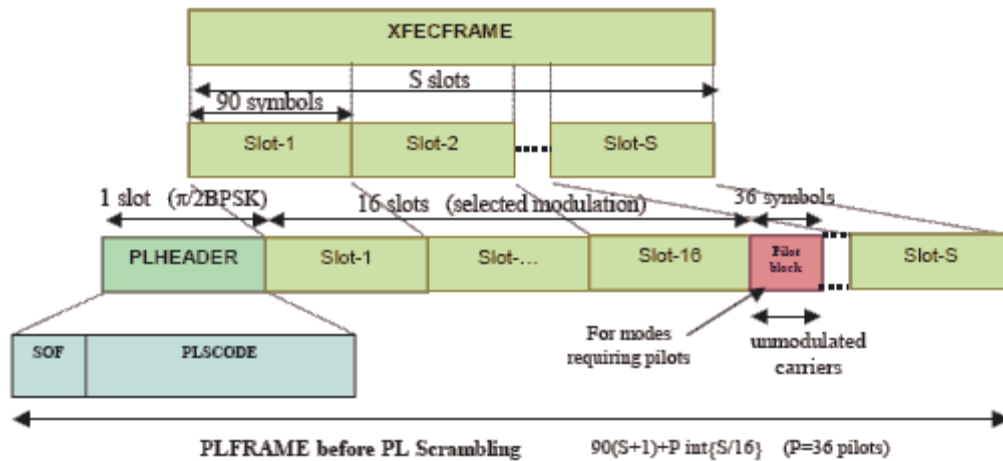 XFECFRAME
S slots
90 symbols
Slot-1 Slot-2 Slot-S
1 slot (π/2BPSK) 16 slots (selected modulation) 36 symbols
PLHEADER Slot-1 Slot-... Slot-16 Pilot block Slot-S
For modes requiring pilots
unmodulated carriers
SOF PLSCODE
PLFRAME before PL Scrambling 90(S+1)+P int{S/16} (P=36 pilots)